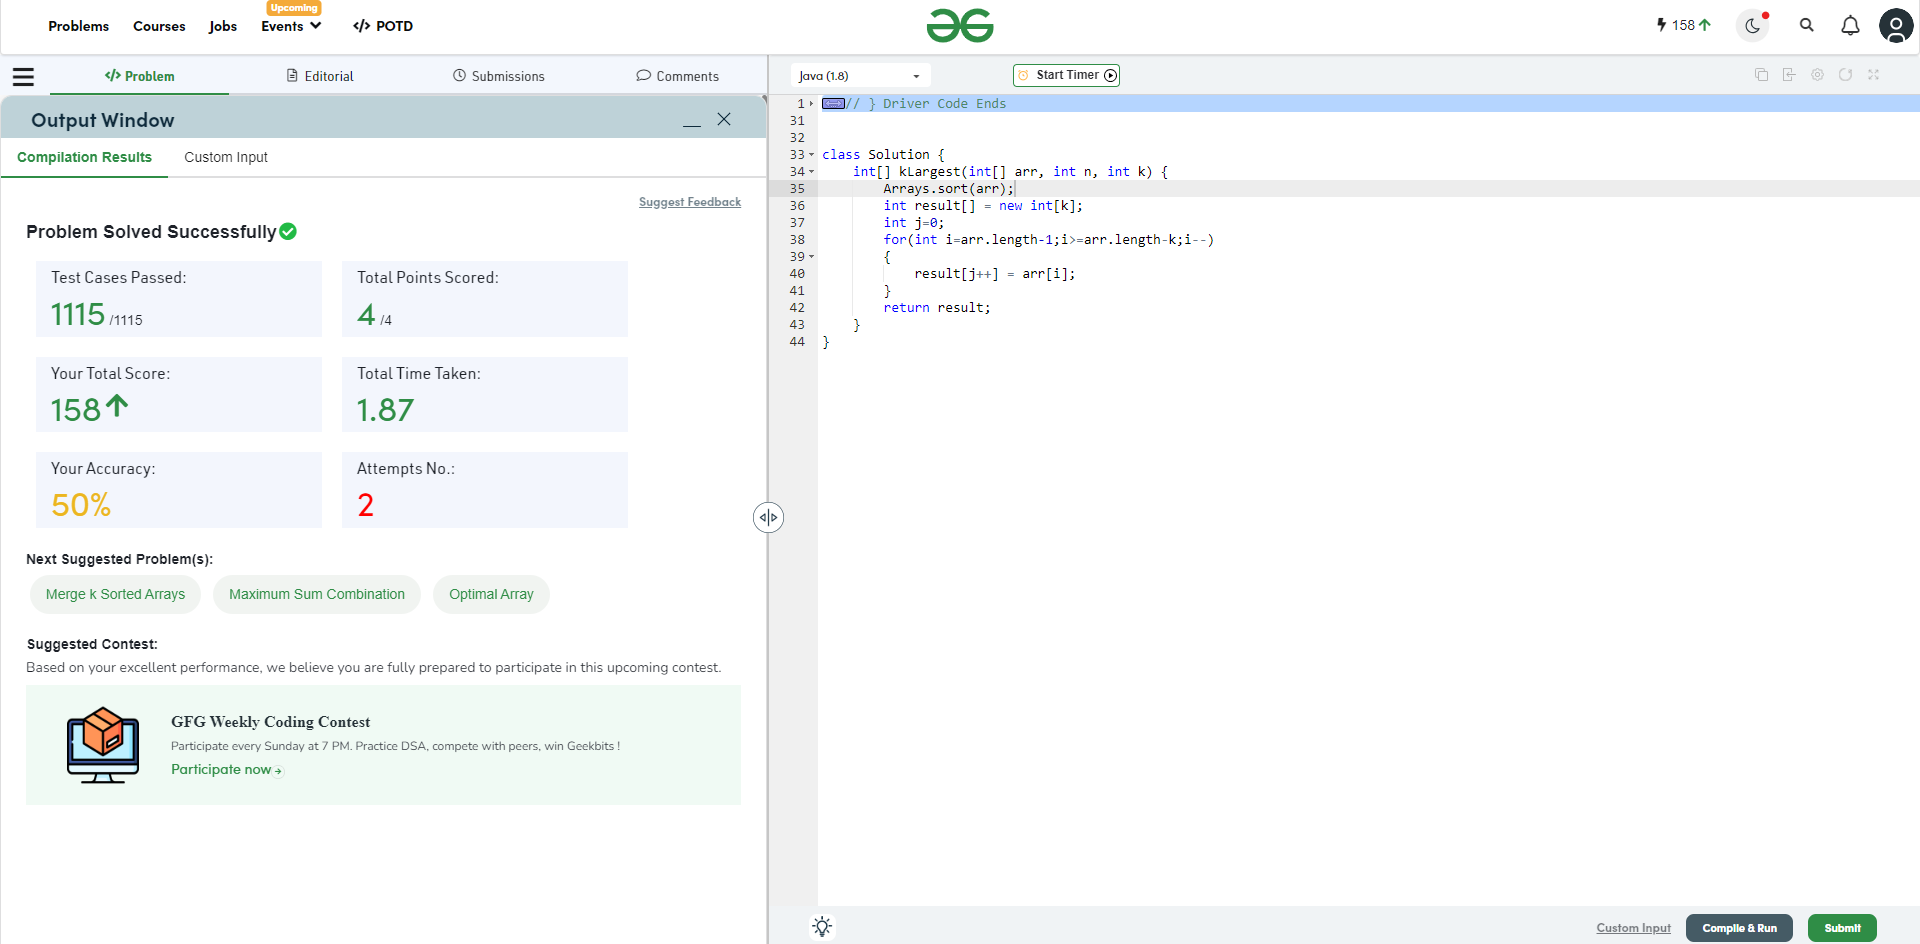 Problems
Courses
Jobs
Upcoming
Events
</> POTD
158
</> Problem
Editorial
Submissions
Comments
Output Window
Compilation Results
Custom Input
Suggest Feedback
Problem Solved Successfully
Test Cases Passed:
1115 /1115
Total Points Scored:
4 /4
Your Total Score:
158
Total Time Taken:
1.87
Your Accuracy:
50%
Attempts No.:
2
Next Suggested Problem(s):
Merge k Sorted Arrays
Maximum Sum Combination
Optimal Array
Suggested Contest:
Based on your excellent performance, we believe you are fully prepared to participate in this upcoming contest.
GFG Weekly Coding Contest
Participate every Sunday at 7 PM. Practice DSA, compete with peers, win Geekbits !
Participate now
Java (1.8)
Start Timer
1 // } Driver Code Ends
31
32
33 class Solution {
34 int[] kLargest(int[] arr, int n, int k) {
35 Arrays.sort(arr);
36 int result[] = new int[k];
37 int j=0;
38 for(int i=arr.length-1;i>=arr.length-k;i--)
39 {
40 result[j++] = arr[i];
41 }
42 return result;
43 }
44 }
Custom Input
Compile & Run
Submit